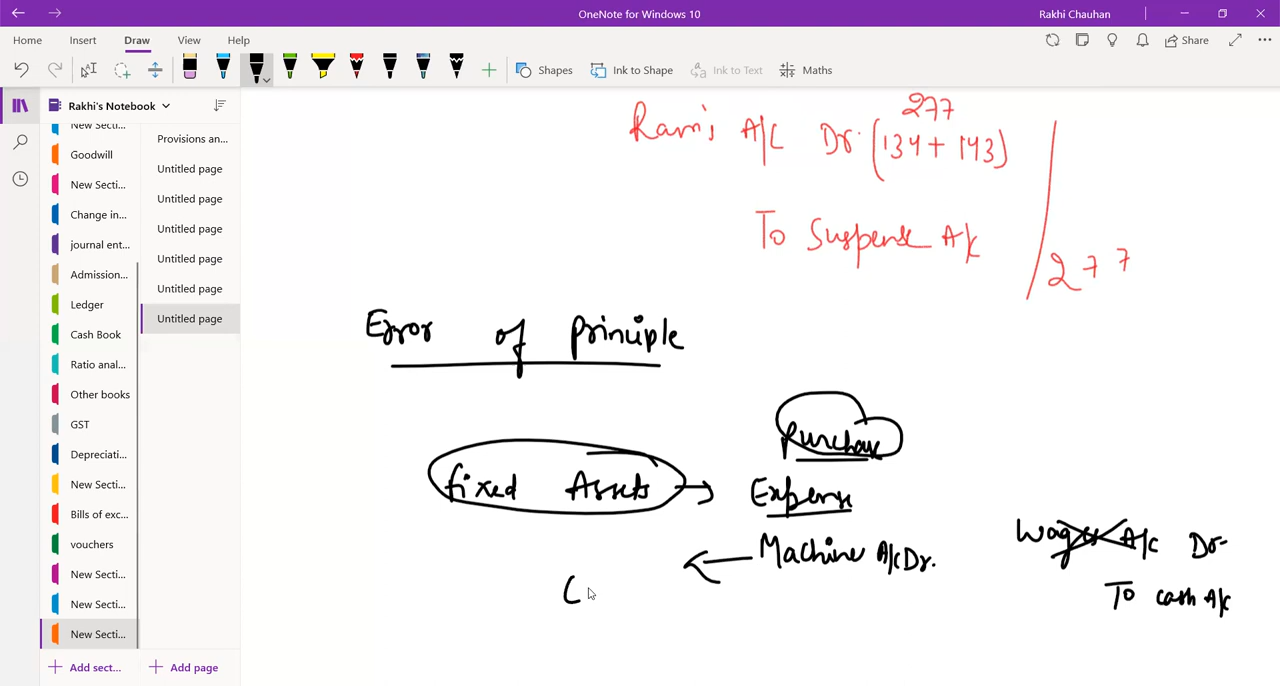 OneNote for Windows 10
Rakhi Chauhan
Home Insert Draw View Help
Share
Shapes Ink to Shape Ink to Text Maths
Rakhi's Notebook
New Secti...
Goodwill
New Secti...
Change in...
journal ent...
Admission...
Ledger
Cash Book
Ratio anal...
Other books
GST
Depreciati...
New Secti...
Bills of exc...
vouchers
New Secti...
New Secti...
New Secti...
Add sect...
Provisions an...
Untitled page
Untitled page
Untitled page
Untitled page
Untitled page
Untitled page
Add page
277
Ram's A/c Dr. (134 + 143)
To Suspense A/c
277
Error of principle
Purchase
fixed Assets → Expense
Machine A/c Dr.
Wages A/c Dr-
To cash A/c
(